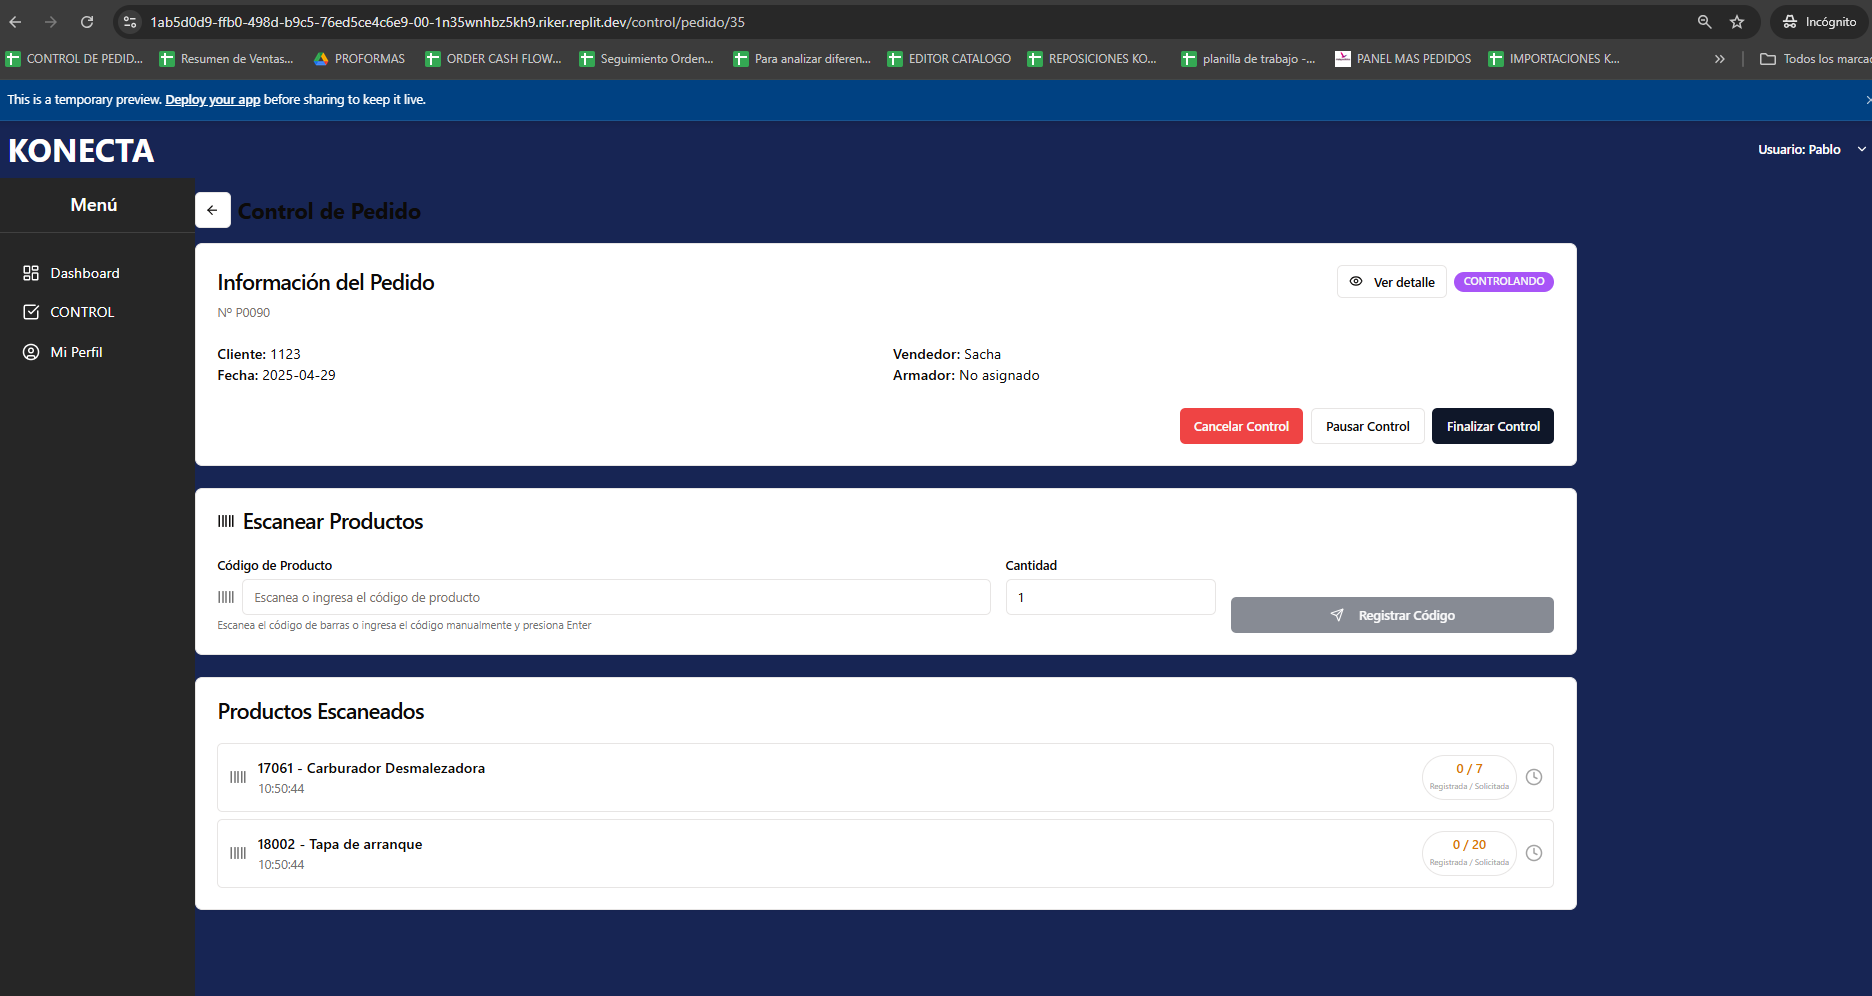 1ab5d0d9-ffb0-498d-b9c5-76ed5ce4c6e9-00-1n35wnhbz5kh9.riker.replit.dev/control/pedido/35
Incógnito
CONTROL DE PEDID... Resumen de Ventas... PROFORMAS ORDER CASH FLOW... Seguimiento Orden... Para analizar diferen... EDITOR CATALOGO REPOSICIONES KO... planilla de trabajo -... PANEL MAS PEDIDOS IMPORTACIONES K... » Todos los marca
This is a temporary preview. Deploy your app before sharing to keep it live.
KONECTA
Usuario: Pablo
Menú
Dashboard
CONTROL
Mi Perfil
Control de Pedido
Información del Pedido
Ver detalle
CONTROLANDO
Nº P0090
Cliente: 1123
Vendedor: Sacha
Fecha: 2025-04-29
Armador: No asignado
Cancelar Control
Pausar Control
Finalizar Control
Escanear Productos
Código de Producto
Cantidad
Escanea o ingresa el código de producto
1
Registrar Código
Escanea el código de barras o ingresa el código manualmente y presiona Enter
Productos Escaneados
17061 - Carburador Desmalezadora
10:50:44
0 / 7
Registrada / Solicitada
18002 - Tapa de arranque
10:50:44
0 / 20
Registrada / Solicitada